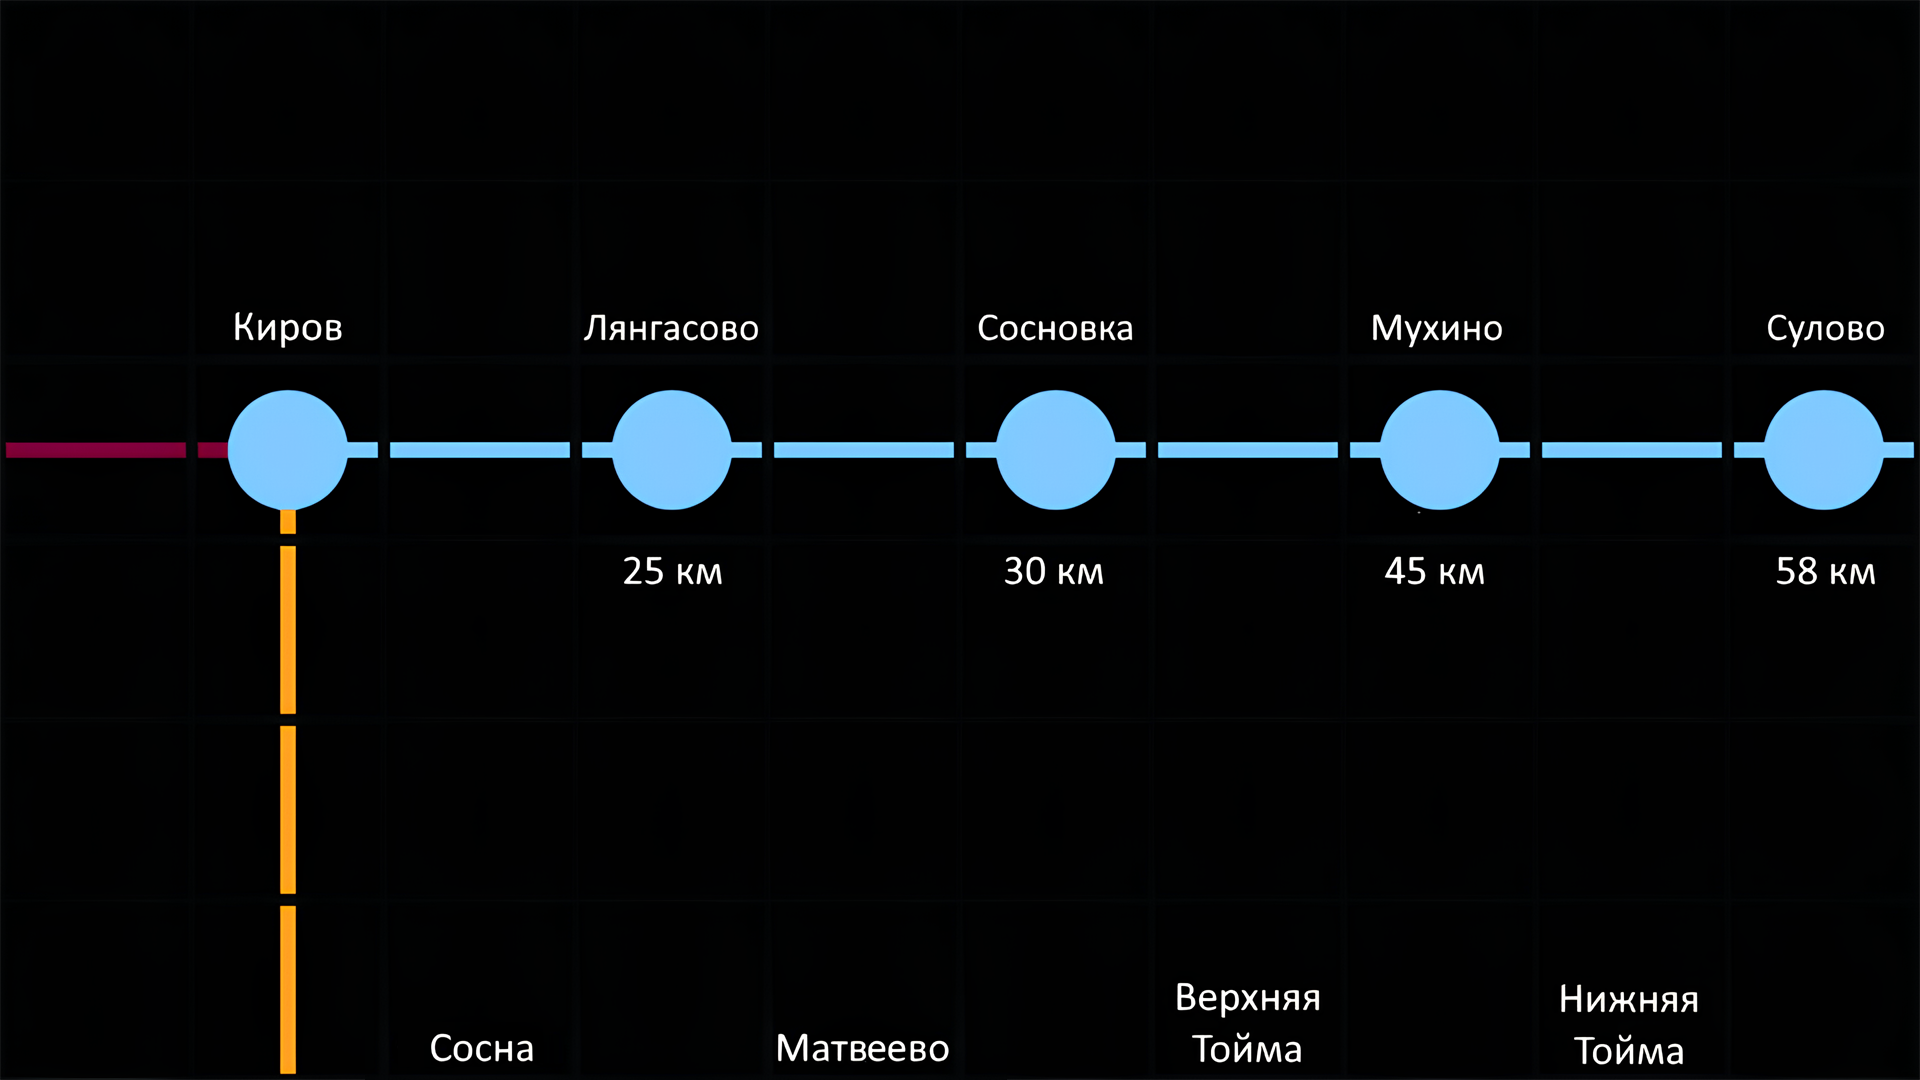 Киров
Лянгасово
Сосновка
Мухино
Сулово
25 км
30 км
45 км
58 км
Сосна
Матвеево
Верхняя
Тойма
Нижняя
Тойма